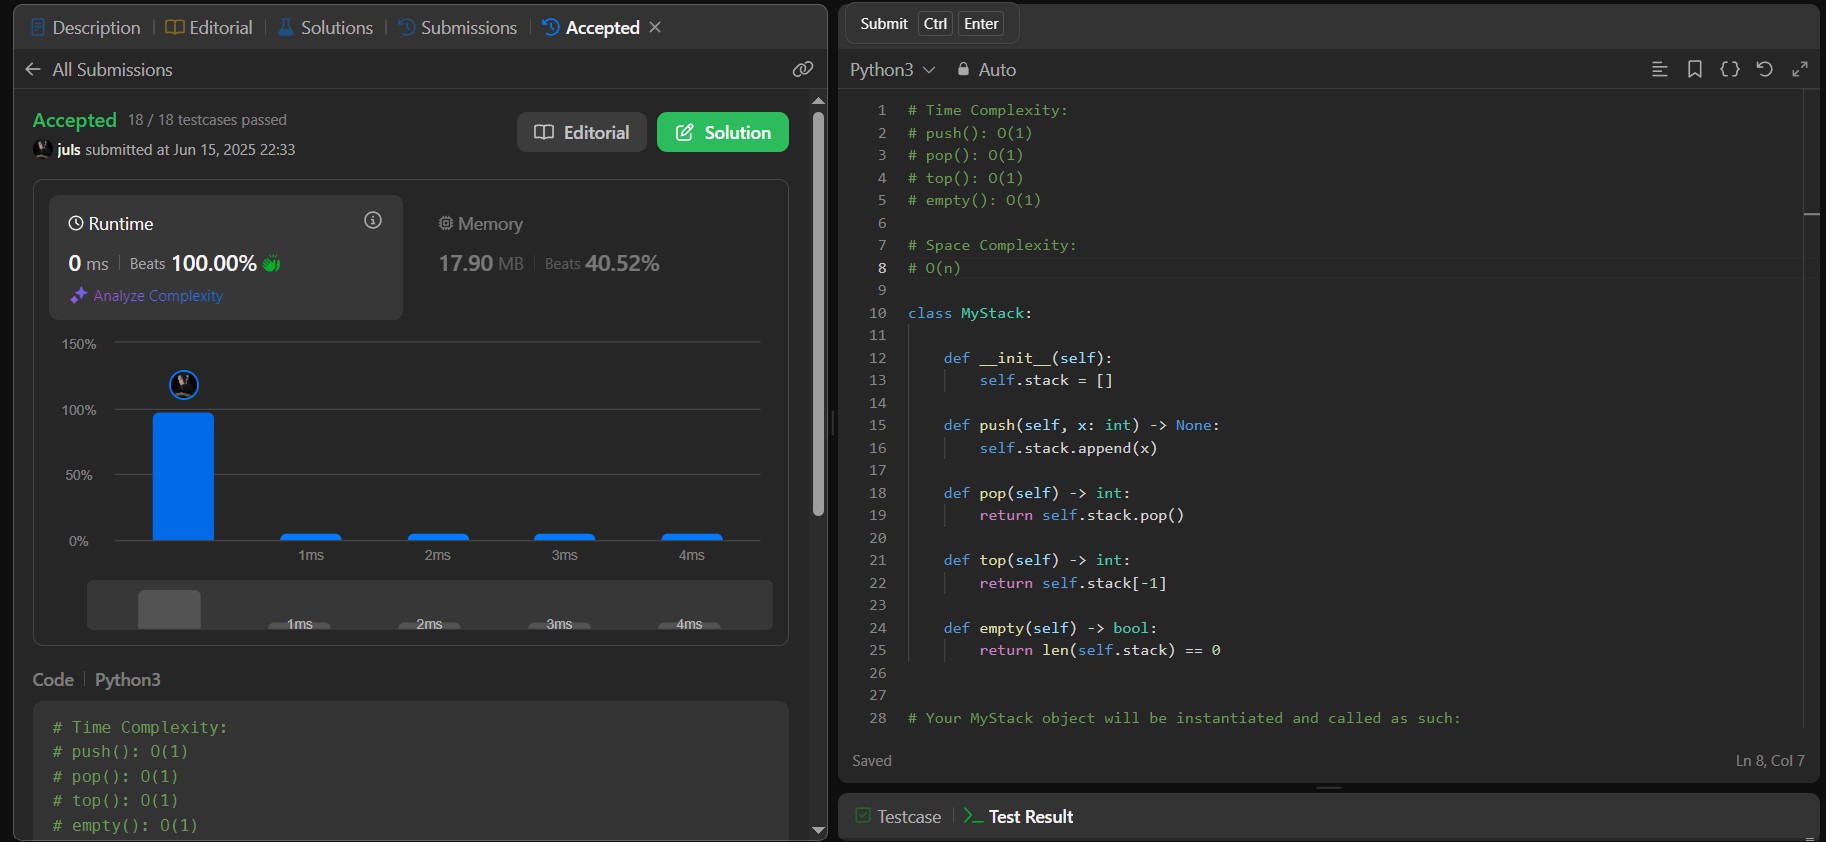 Description
Editorial
Solutions
Submissions
Accepted
All Submissions
Accepted 18 / 18 testcases passed
juls submitted at Jun 15, 2025 22:33
Editorial
Solution
Runtime
0 ms Beats 100.00%
Analyze Complexity
Memory
17.90 MB Beats 40.52%
150%
100%
50%
0%
1ms 2ms 3ms 4ms
1ms 2ms 3ms 4ms
Code Python3
# Time Complexity:
# push(): O(1)
# pop(): O(1)
# top(): O(1)
# empty(): O(1)
Submit Ctrl Enter
Python3 Auto
1 # Time Complexity:
2 # push(): O(1)
3 # pop(): O(1)
4 # top(): O(1)
5 # empty(): O(1)
6
7 # Space Complexity:
8 # O(n)
9
10 class MyStack:
11
12 def __init__(self):
13 self.stack = []
14
15 def push(self, x: int) -> None:
16 self.stack.append(x)
17
18 def pop(self) -> int:
19 return self.stack.pop()
20
21 def top(self) -> int:
22 return self.stack[-1]
23
24 def empty(self) -> bool:
25 return len(self.stack) == 0
26
27
28 # Your MyStack object will be instantiated and called as such:
Saved Ln 8, Col 7
Testcase
Test Result